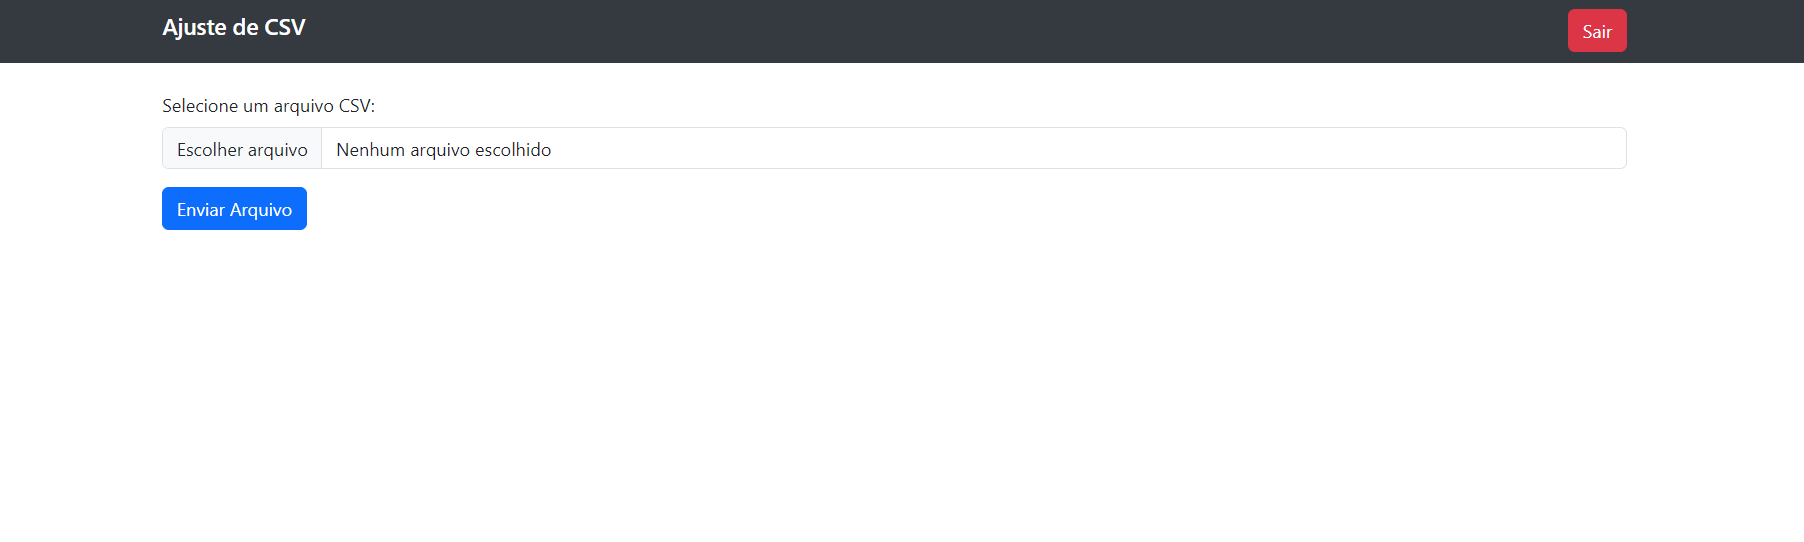 Ajuste de CSV
Sair
Selecione um arquivo CSV:
Escolher arquivo Nenhum arquivo escolhido
Enviar Arquivo